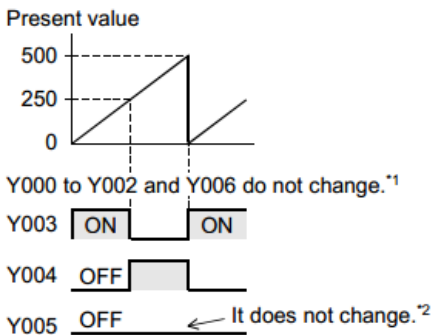 Present value
500
250
0
Y000 to Y002 and Y006 do not change.*1
Y003 ON ON
Y004 OFF
Y005 OFF It does not change.*2